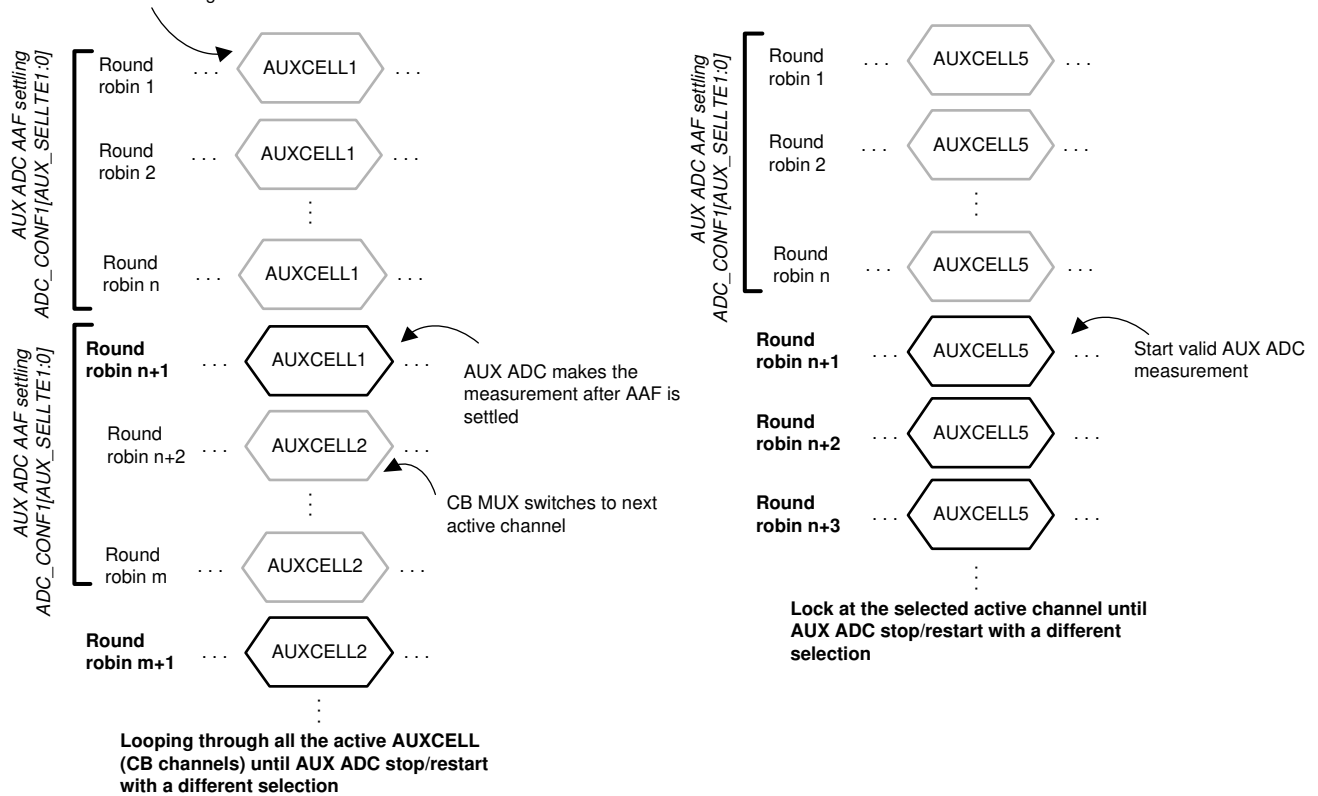 AUX ADC AAF settling
ADC_CONF1[AUX_SELLTE1:0]
Round
robin 1
. . .
AUXCELL1
. . .
Round
robin 2
. . .
AUXCELL1
. . .
Round
robin n
. . .
AUXCELL1
. . .
AUX ADC AAF settling
ADC_CONF1[AUX_SELLTE1:0]
Round
robin n+1
. . .
AUXCELL1
. . .
AUX ADC makes the
measurement after AAF is
settled
Round
robin n+2
. . .
AUXCELL2
. . .
CB MUX switches to next
active channel
Round
robin m
. . .
AUXCELL2
. . .
Round
robin m+1
. . .
AUXCELL2
. . .
Looping through all the active AUXCELL
(CB channels) until AUX ADC stop/restart
with a different selection
AUX ADC AAF settling
ADC_CONF1[AUX_SELLTE1:0]
Round
robin 1
. . .
AUXCELL5
. . .
Round
robin 2
. . .
AUXCELL5
. . .
Round
robin n
. . .
AUXCELL5
. . .
Round
robin n+1
. . .
AUXCELL5
. . .
Start valid AUX ADC
measurement
Round
robin n+2
. . .
AUXCELL5
. . .
Round
robin n+3
. . .
AUXCELL5
. . .
Lock at the selected active channel until
AUX ADC stop/restart with a different
selection